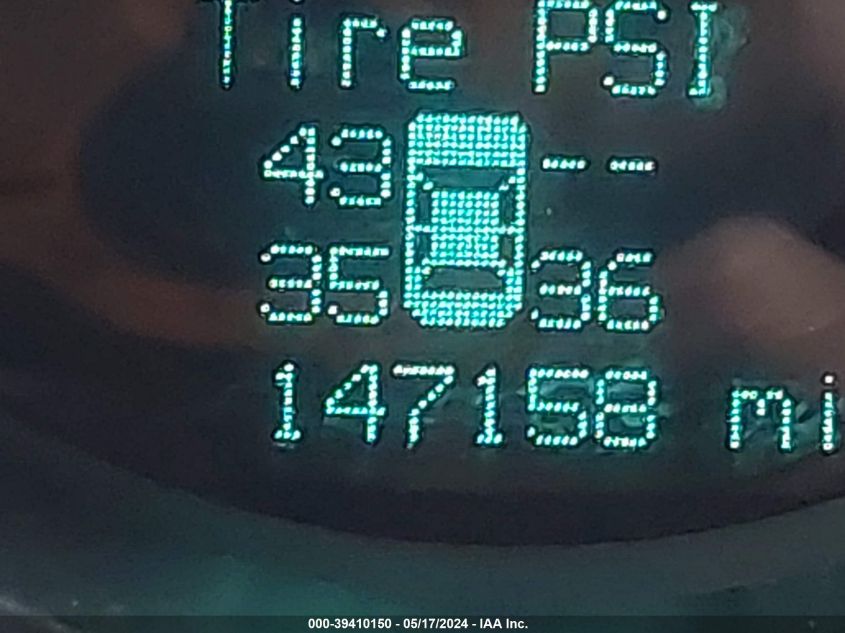 Tire PSI
43 -- --
35 36
147158 mi
000-39410150 - 05/17/2024 - IAA Inc.